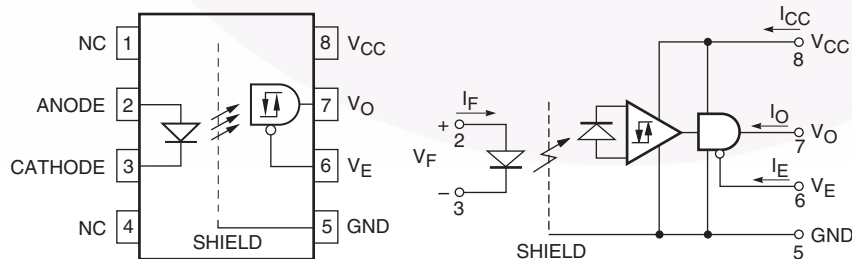 NC 1
ANODE 2
CATHODE 3
NC 4
8 VCC
7 VO
6 VE
5 GND
SHIELD
ICC
VCC
8
IF
+
2
VF
–
3
IO
VO
7
IE
VE
6
GND
5
SHIELD